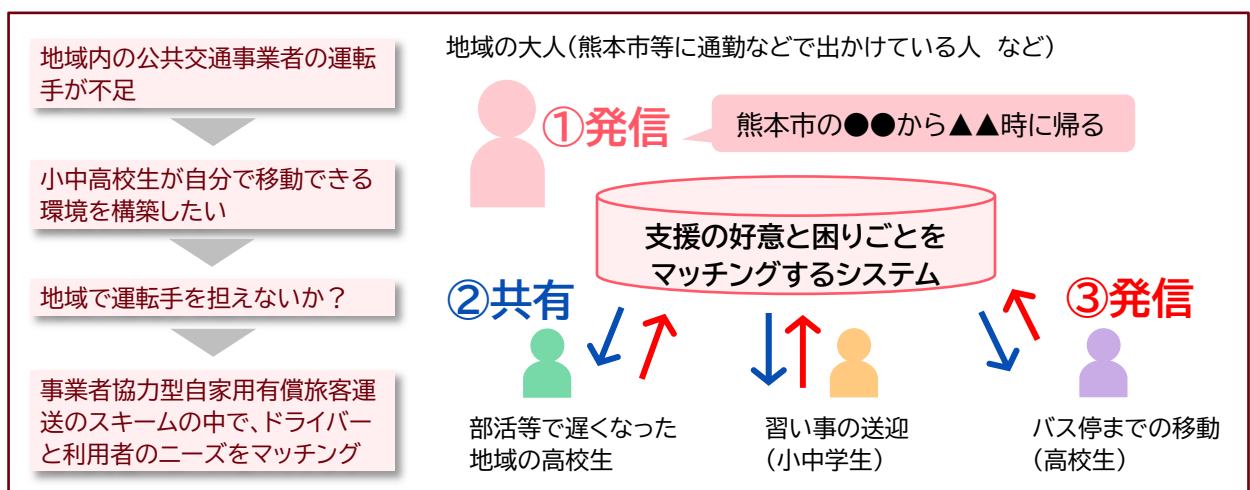 地域内の公共交通事業者の運転
手が不足
小中高校生が自分で移動できる
環境を構築したい
地域で運転手を担えないか？
事業者協力型自家用有償旅客運
送のスキームの中で、ドライバー
と利用者のニーズをマッチング
地域の大人（熊本市等に通勤などで出かけている人　など）
①発信
熊本市の●●から▲▲時に帰る
支援の好意と困りごとを
マッチングするシステム
②共有
③発信
部活等で遅くなった
地域の高校生
習い事の送迎
（小中学生）
バス停までの移動
（高校生）